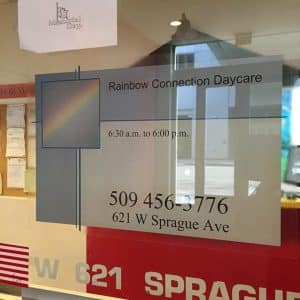 Rainbow Connection Daycare
6:30 a.m. to 6:00 p.m.
509 456-3776
621 W Sprague Ave
W 621 SPRAGUE